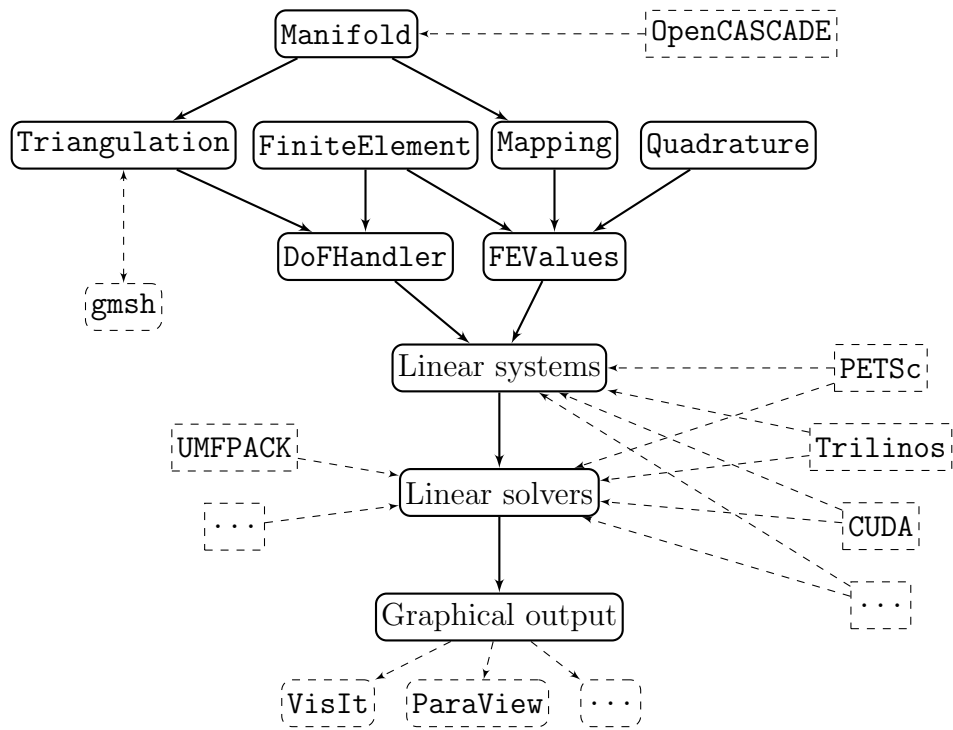 Manifold
OpenCASCADE
Triangulation
FiniteElement
Mapping
Quadrature
DoFHandler
FEValues
gmsh
Linear systems
PETSc
UMFPACK
Trilinos
Linear solvers
...
CUDA
...
Graphical output
VisIt
ParaView
...